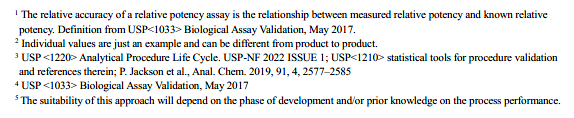 ¹ The relative accuracy of a relative potency assay is the relationship between measured relative potency and known relative
potency. Definition from USP<1033> Biological Assay Validation, May 2017.
² Individual values are just an example and can be different from product to product.
³ USP <1220> Analytical Procedure Life Cycle. USP-NF 2022 ISSUE 1; USP<1210> statistical tools for procedure validation
and references therein; P. Jackson et al., Anal. Chem. 2019, 91, 4, 2577–2585
⁴ USP <1033> Biological Assay Validation, May 2017
⁵ The suitability of this approach will depend on the phase of development and/or prior knowledge on the process performance.